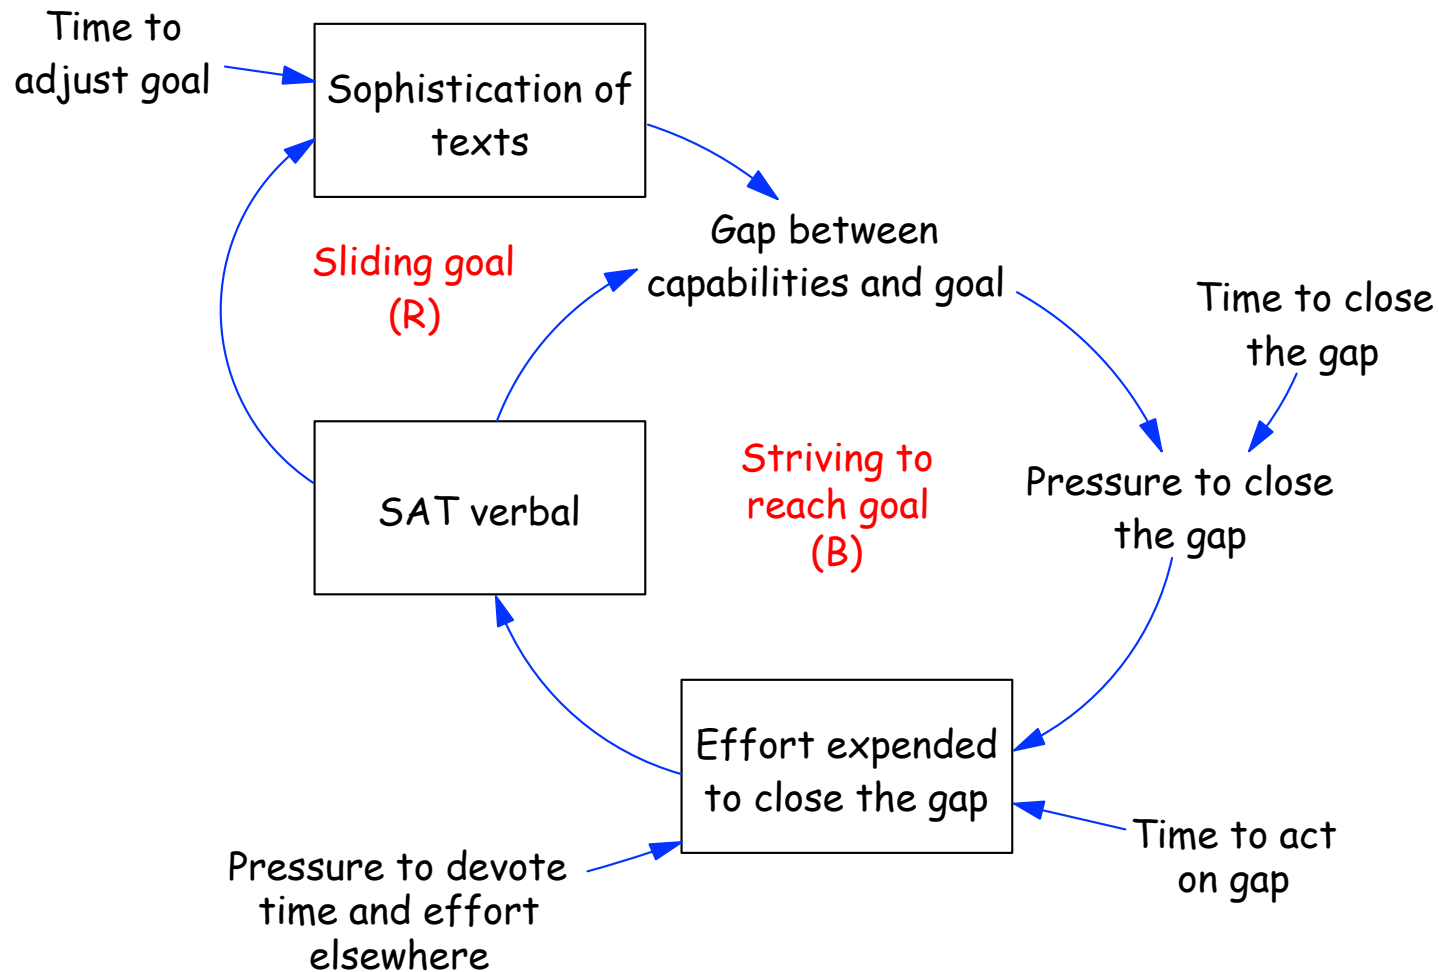 Time to
adjust goal
Sophistication of
texts
Gap between
capabilities and goal
Sliding goal
(R)
Time to close
the gap
SAT verbal
Striving to
reach goal
(B)
Pressure to close
the gap
Effort expended
to close the gap
Time to act
on gap
Pressure to devote
time and effort
elsewhere